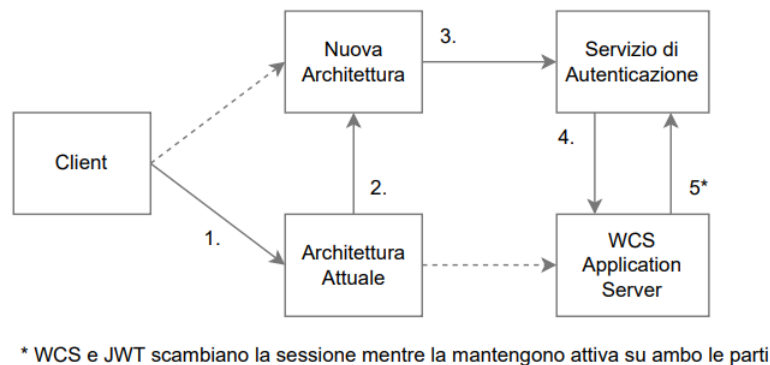 Nuova
Architettura
3.
Servizio di
Autenticazione
Client
4.
2.
5*
1.
Architettura
Attuale
WCS
Application
Server
* WCS e JWT scambiano la sessione mentre la mantengono attiva su ambo le parti